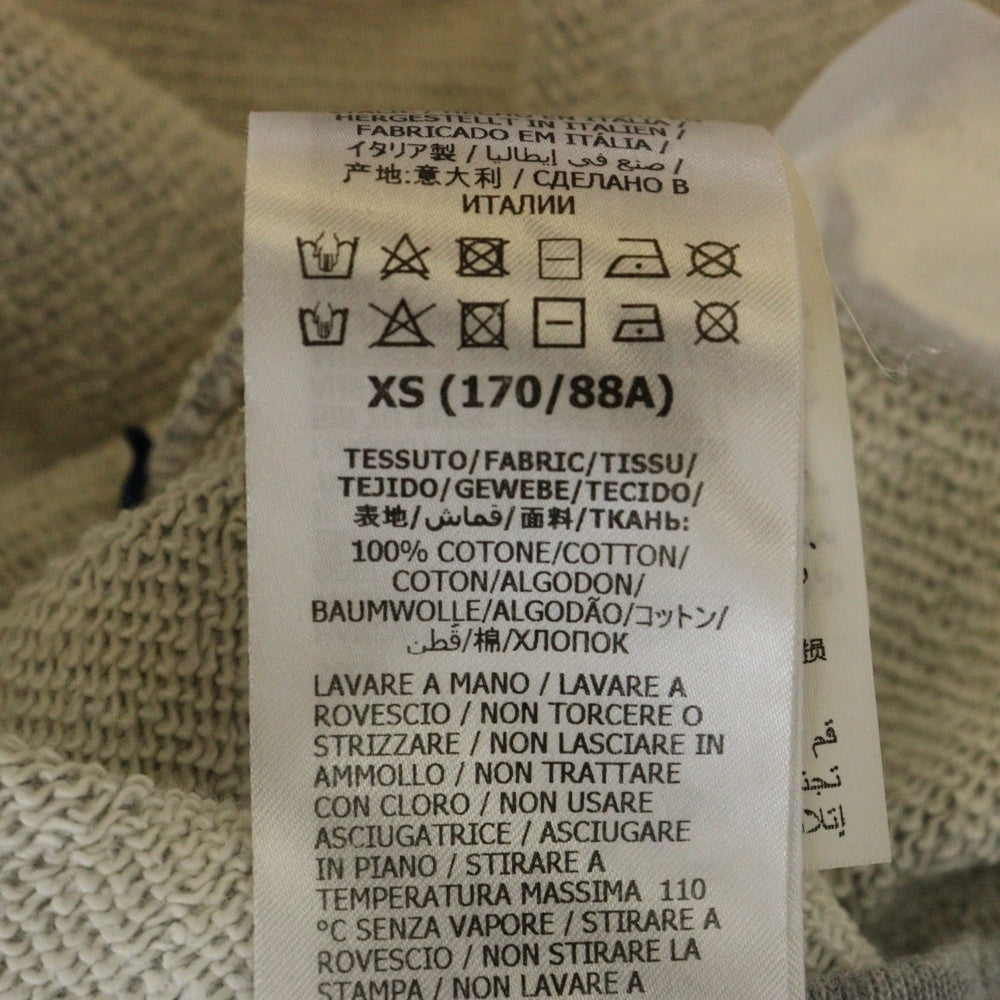 HERGESTELLT IN ITALIEN /
FABRICADO EM ITÁLIA /
イタリア製 / صنع في إيطاليا /
产地:意大利 / СДЕЛАНО В
ИТАЛИИ
XS (170/88A)
TESSUTO/FABRIC/TISSU/
TEJIDO/GEWEBE/TECIDO/
表地/قماش/面料/ТКАНЬ:
100% COTONE/COTTON/
COTON/ALGODON/
BAUMWOLLE/ALGODÃO/コットン/
قطن/棉/ХЛОПОК
LAVARE A MANO / LAVARE A
ROVESCIO / NON TORCERE O
STRIZZARE / NON LASCIARE IN
AMMOLLO / NON TRATTARE
CON CLORO / NON USARE
ASCIUGATRICE / ASCIUGARE
IN PIANO / STIRARE A
TEMPERATURA MASSIMA 110
°C SENZA VAPORE / STIRARE A
ROVESCIO / NON STIRARE LA
STAMPA / NON LAVARE A
损